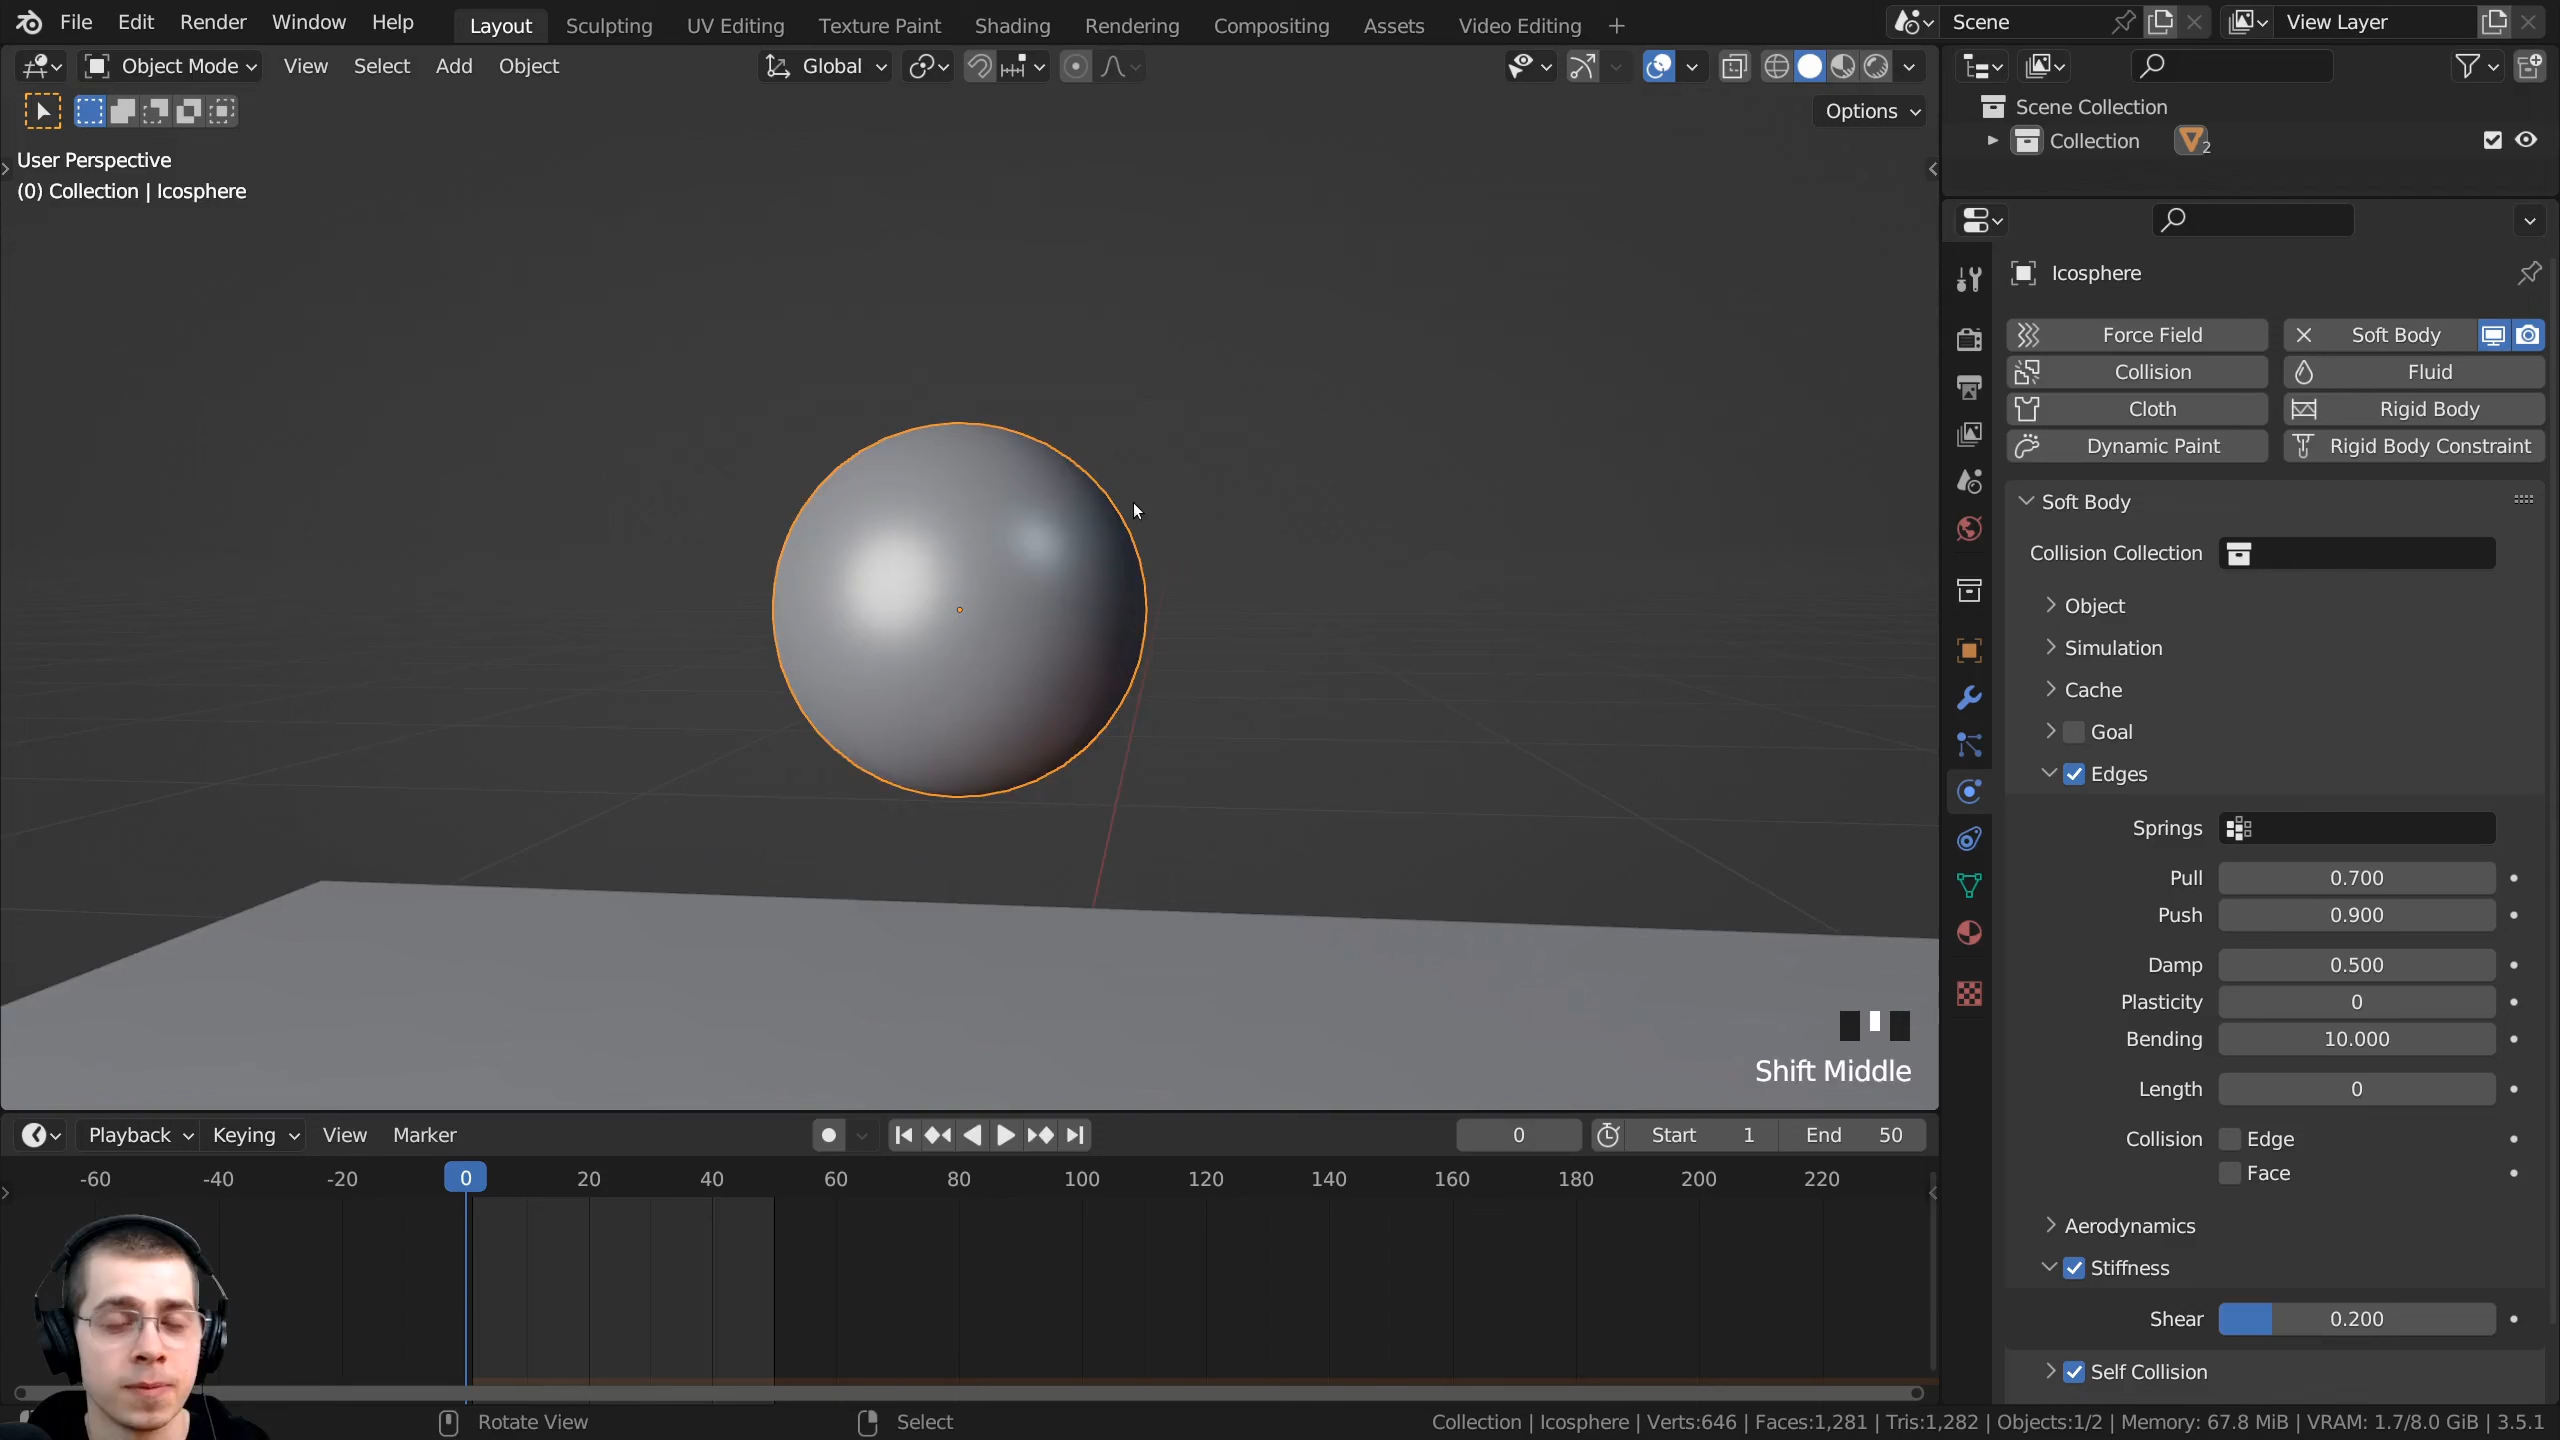 File Edit Render Window Help
Layout Sculpting UV Editing Texture Paint Shading Rendering Compositing Assets Video Editing +
Scene
View Layer
Object Mode View Select Add Object
Global
Options
User Perspective
(0) Collection | Icosphere
Scene Collection
Collection 2
Icosphere
Force Field Soft Body
Collision Fluid
Cloth Rigid Body
Dynamic Paint Rigid Body Constraint
Soft Body
Collision Collection
Object
Simulation
Cache
Goal
Edges
Springs
Pull 0.700
Push 0.900
Damp 0.500
Plasticity 0
Bending 10.000
Length 0
Collision Edge
Face
Aerodynamics
Stiffness
Shear 0.200
Self Collision
Shift Middle
Playback Keying View Marker
0 Start 1 End 50
-60 -40 -20 0 20 40 60 80 100 120 140 160 180 200 220
Rotate View Select
Collection | Icosphere | Verts:646 | Faces:1,281 | Tris:1,282 | Objects:1/2 | Memory: 67.8 MiB | VRAM: 1.7/8.0 GiB | 3.5.1